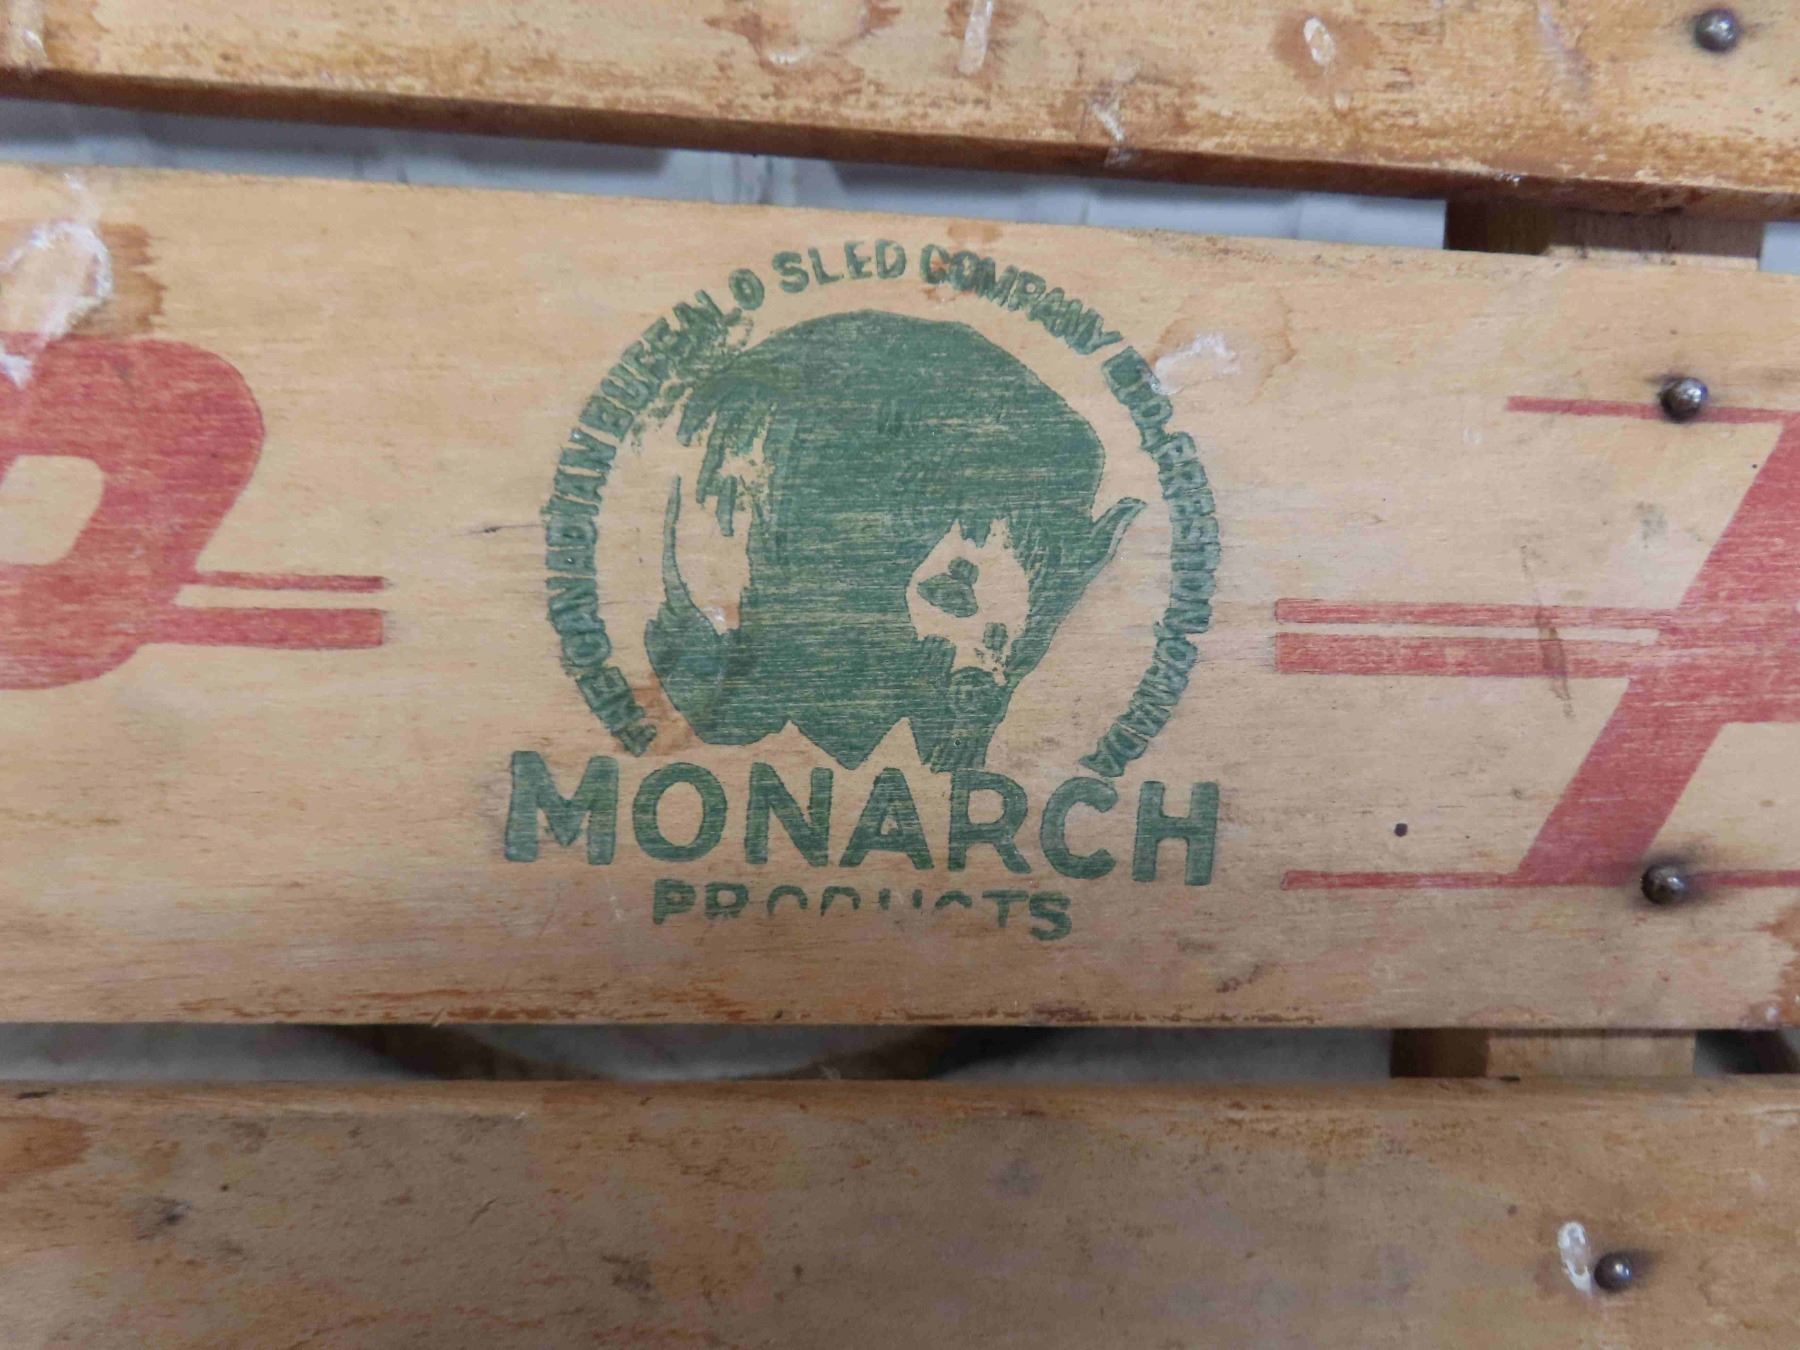 THE CANADIAN BUFFALO SLED COMPANY LTD. PRESTON, CANADA
MONARCH
PRODUCTS